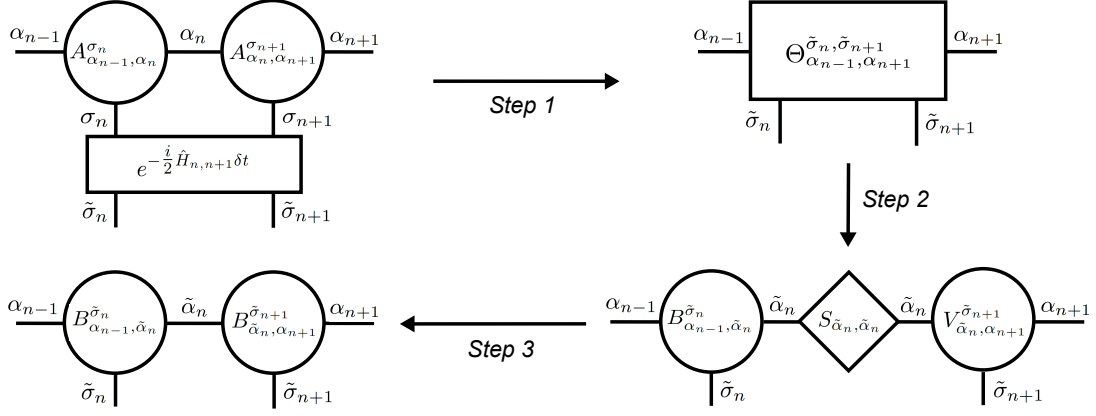 α_{n−1} A^{σ_n}_{α_{n−1},α_n} α_n A^{σ_{n+1}}_{α_n,α_{n+1}} α_{n+1}
σ_n σ_{n+1}
e^{−\frac{i}{2}Ĥ_{n,n+1}δt}
σ̃_n σ̃_{n+1}
Step 1
α_{n−1} Θ^{σ̃_n,σ̃_{n+1}}_{α_{n−1},α_{n+1}} α_{n+1}
σ̃_n σ̃_{n+1}
Step 2
α_{n−1} B^{σ̃_n}_{α_{n−1},α̃_n} α̃_n S_{α̃_n,α̃_n} α̃_n V^{σ̃_{n+1}}_{α̃_n,α_{n+1}} α_{n+1}
σ̃_n σ̃_{n+1}
Step 3
α_{n−1} B^{σ̃_n}_{α_{n−1},α̃_n} α̃_n B^{σ̃_{n+1}}_{α̃_n,α_{n+1}} α_{n+1}
σ̃_n σ̃_{n+1}